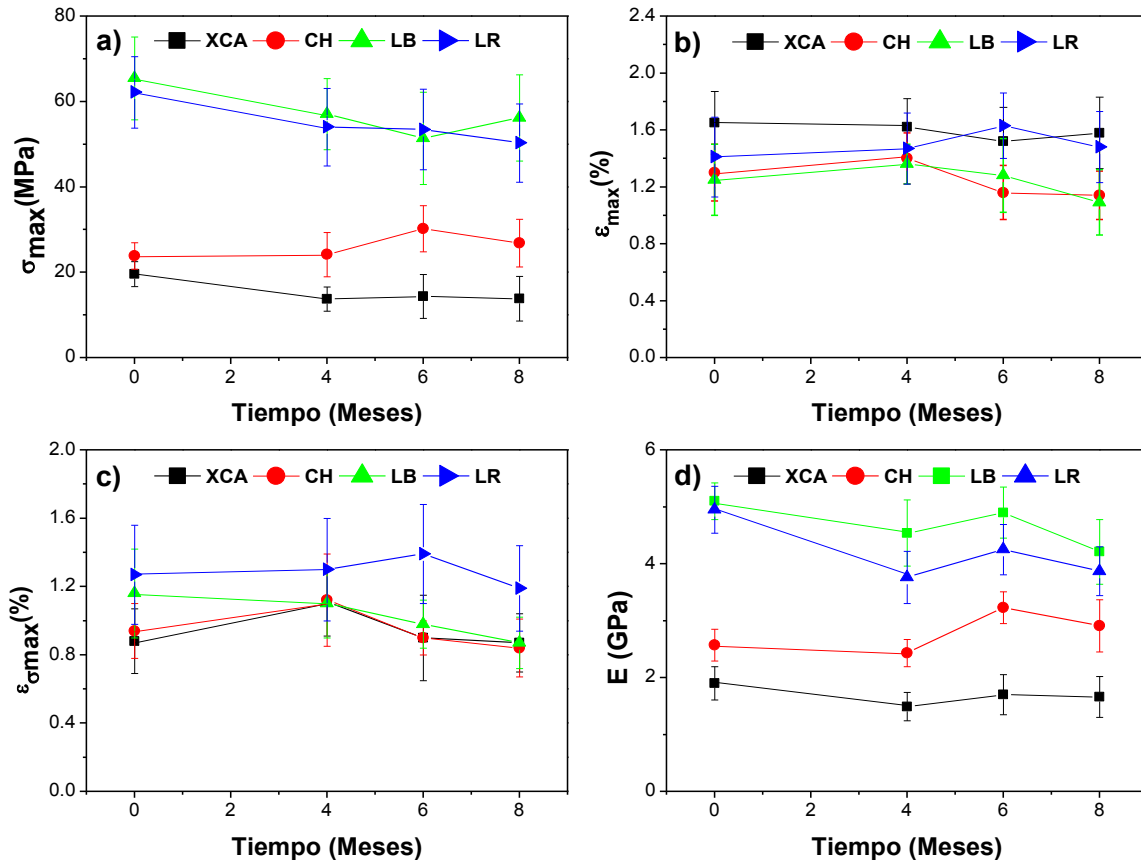 a) XCA CH LB LR
80
60
40
20
0
σmax(MPa)
0 2 4 6 8
Tiempo (Meses)
b) XCA CH LB LR
2.4
2.0
1.6
1.2
0.8
0.4
0.0
εmax(%)
0 2 4 6 8
Tiempo (Meses)
c) XCA CH LB LR
2.0
1.6
1.2
0.8
0.4
0.0
εσmax(%)
0 2 4 6 8
Tiempo (Meses)
d) XCA CH LB LR
6
4
2
0
E (GPa)
0 2 4 6 8
Tiempo (Meses)